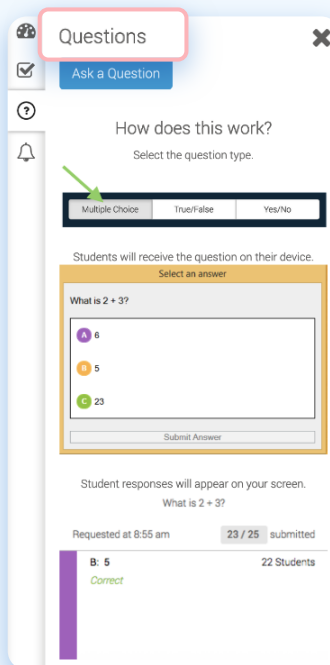 Questions
Ask a Question
How does this work?
Select the question type.
Multiple Choice True/False Yes/No
Students will receive the question on their device.
Select an answer
What is 2 + 3?
A 6
B 5
C 23
Submit Answer
Student responses will appear on your screen.
What is 2 + 3?
Requested at 8:55 am 23 / 25 submitted
B: 5 22 Students
Correct